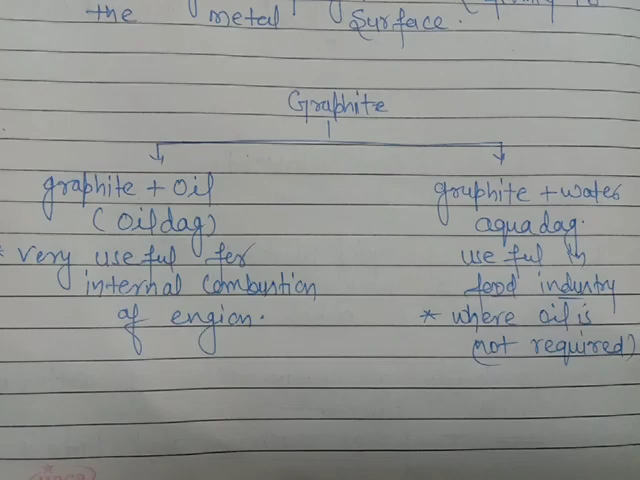 the metal surface.
Graphite
graphite + oil
(oildag)
* very useful for
internal combustion
of engion.
gruphite + water
aquadag.
useful in
food industry
* where oil is
(not required)